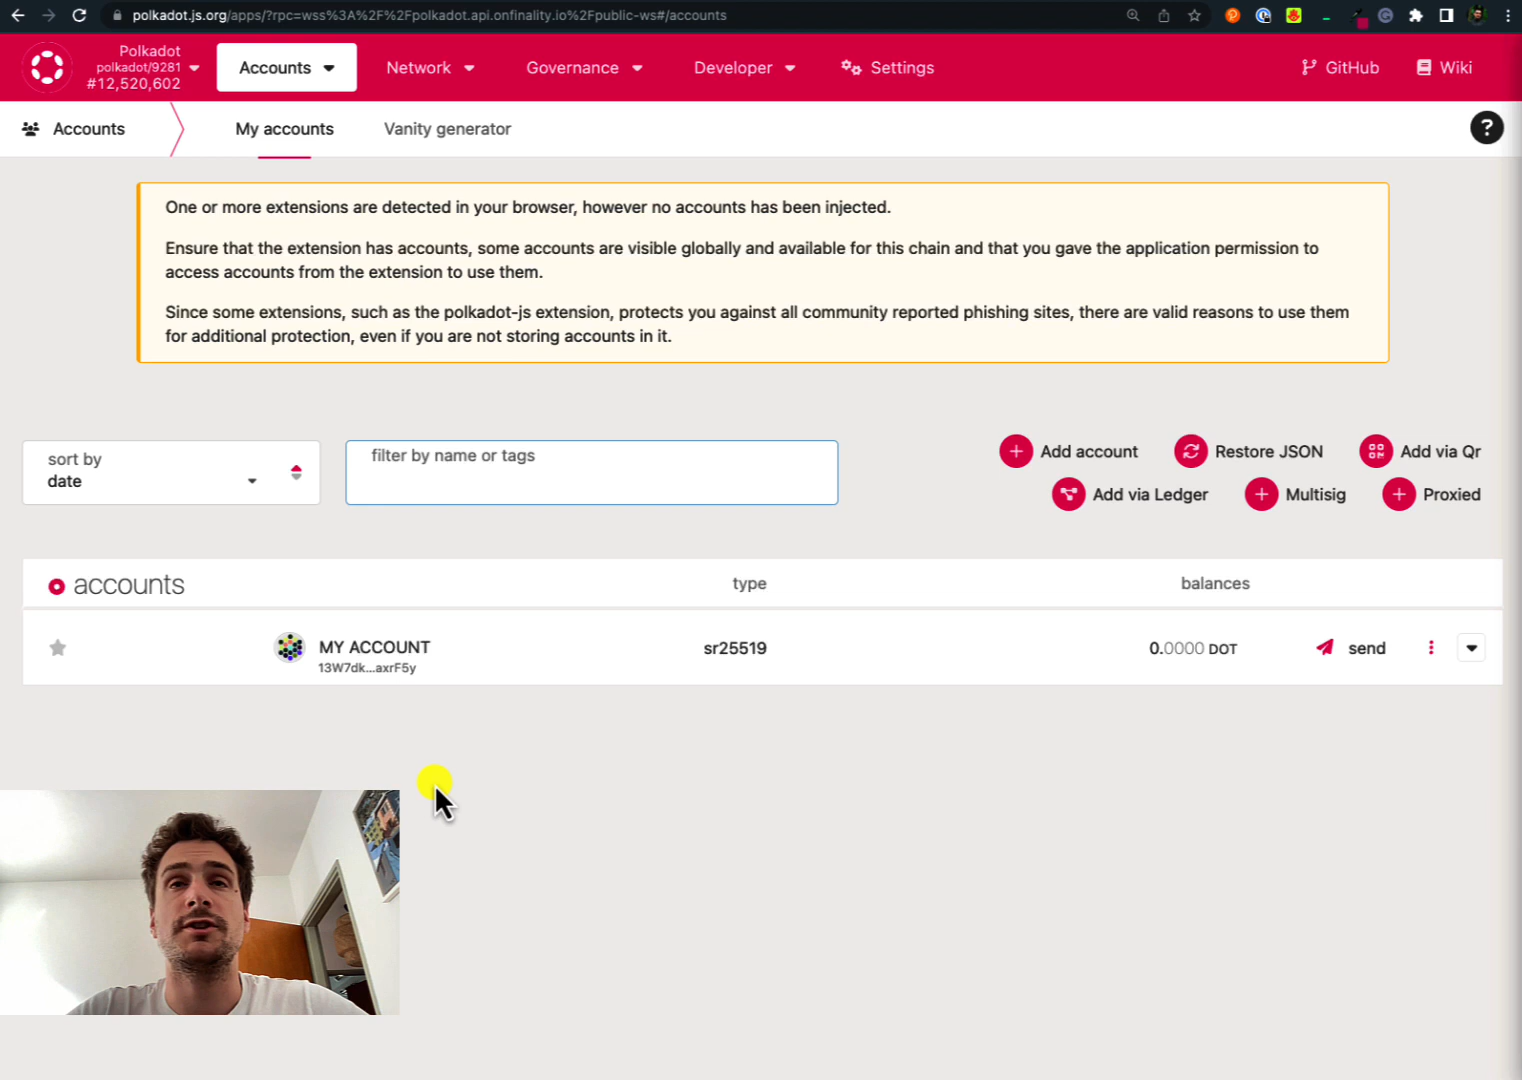 polkadot.js.org/apps/?rpc=wss%3A%2F%2Fpolkadot.api.onfinality.io%2Fpublic-ws#/accounts
Polkadot
polkadot/9281
#12,520,602
Accounts
Network
Governance
Developer
Settings
GitHub
Wiki
Accounts
My accounts
Vanity generator
?
One or more extensions are detected in your browser, however no accounts has been injected.
Ensure that the extension has accounts, some accounts are visible globally and available for this chain and that you gave the application permission to
access accounts from the extension to use them.
Since some extensions, such as the polkadot-js extension, protects you against all community reported phishing sites, there are valid reasons to use them
for additional protection, even if you are not storing accounts in it.
sort by
date
filter by name or tags
Add account
Restore JSON
Add via Qr
Add via Ledger
Multisig
Proxied
accounts
type
balances
MY ACCOUNT
13W7dk...axrF5y
sr25519
0.0000 DOT
send